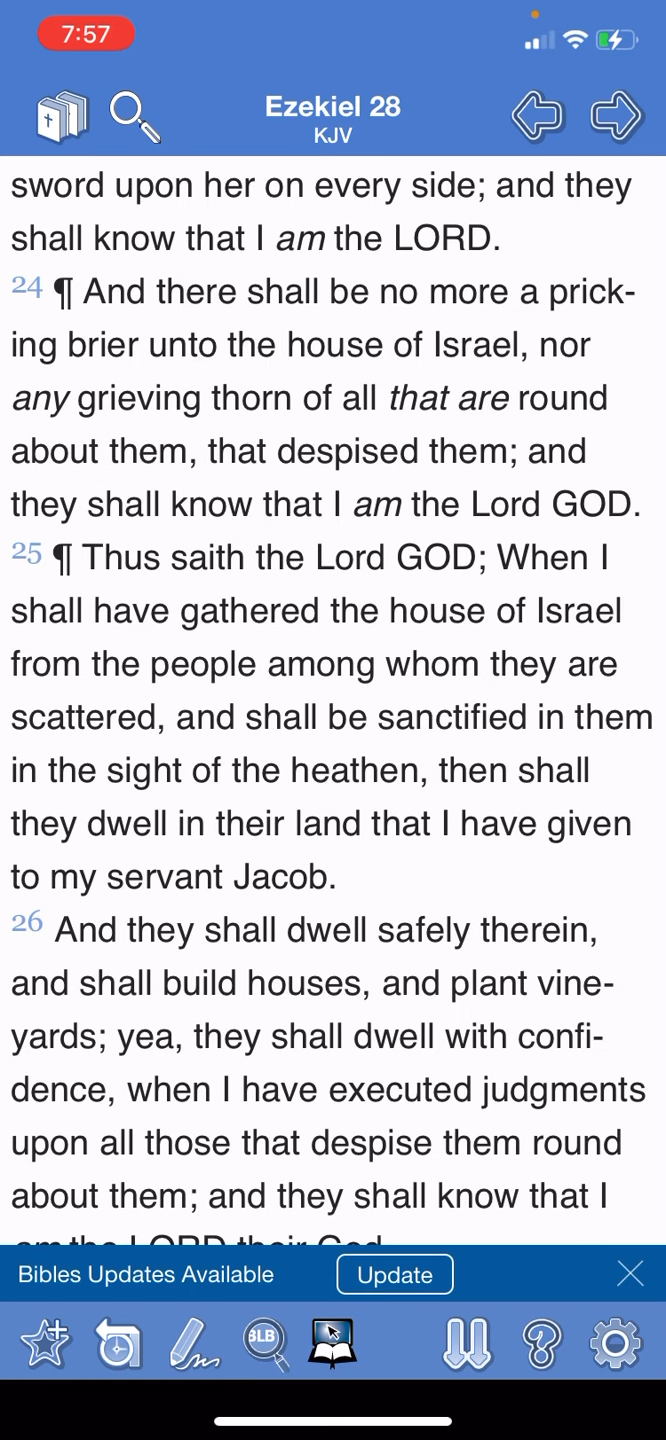 7:57
Ezekiel 28
KJV
sword upon her on every side; and they
shall know that I am the LORD.
24 ¶ And there shall be no more a prick-
ing brier unto the house of Israel, nor
any grieving thorn of all that are round
about them, that despised them; and
they shall know that I am the Lord GOD.
25 ¶ Thus saith the Lord GOD; When I
shall have gathered the house of Israel
from the people among whom they are
scattered, and shall be sanctified in them
in the sight of the heathen, then shall
they dwell in their land that I have given
to my servant Jacob.
26 And they shall dwell safely therein,
and shall build houses, and plant vine-
yards; yea, they shall dwell with confi-
dence, when I have executed judgments
upon all those that despise them round
about them; and they shall know that I
am the LORD their God.
Bibles Updates Available
Update
BLB